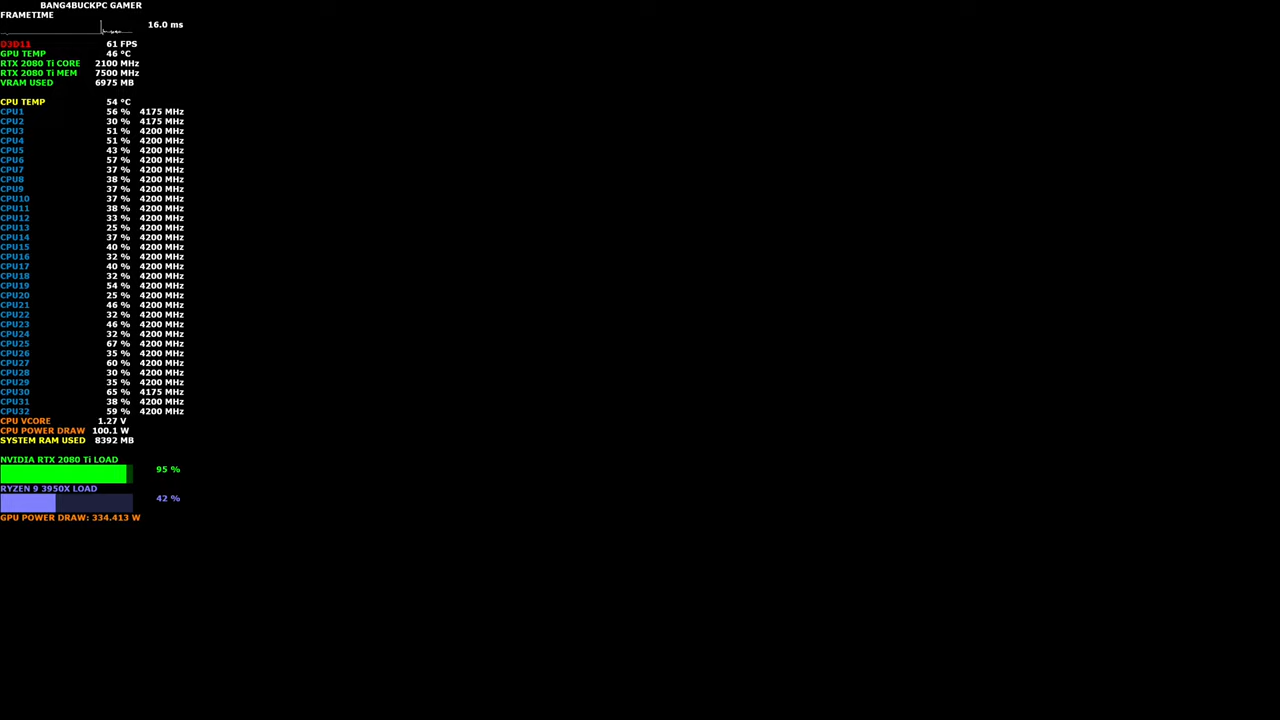 BANG4BUCKPC GAMER
FRAMETIME
16.0 ms
D3D11 61 FPS
GPU TEMP 46 °C
RTX 2080 Ti CORE 2100 MHz
RTX 2080 Ti MEM 7500 MHz
VRAM USED 6975 MB
CPU TEMP 54 °C
CPU1 56 % 4175 MHz
CPU2 30 % 4175 MHz
CPU3 51 % 4200 MHz
CPU4 51 % 4200 MHz
CPU5 43 % 4200 MHz
CPU6 57 % 4200 MHz
CPU7 37 % 4200 MHz
CPU8 38 % 4200 MHz
CPU9 37 % 4200 MHz
CPU10 37 % 4200 MHz
CPU11 38 % 4200 MHz
CPU12 33 % 4200 MHz
CPU13 25 % 4200 MHz
CPU14 37 % 4200 MHz
CPU15 40 % 4200 MHz
CPU16 32 % 4200 MHz
CPU17 40 % 4200 MHz
CPU18 32 % 4200 MHz
CPU19 54 % 4200 MHz
CPU20 25 % 4200 MHz
CPU21 46 % 4200 MHz
CPU22 32 % 4200 MHz
CPU23 46 % 4200 MHz
CPU24 32 % 4200 MHz
CPU25 67 % 4200 MHz
CPU26 35 % 4200 MHz
CPU27 60 % 4200 MHz
CPU28 30 % 4200 MHz
CPU29 35 % 4200 MHz
CPU30 65 % 4175 MHz
CPU31 38 % 4200 MHz
CPU32 59 % 4200 MHz
CPU VCORE 1.27 V
CPU POWER DRAW 100.1 W
SYSTEM RAM USED 8392 MB
NVIDIA RTX 2080 Ti LOAD
95 %
RYZEN 9 3950X LOAD
42 %
GPU POWER DRAW: 334.413 W